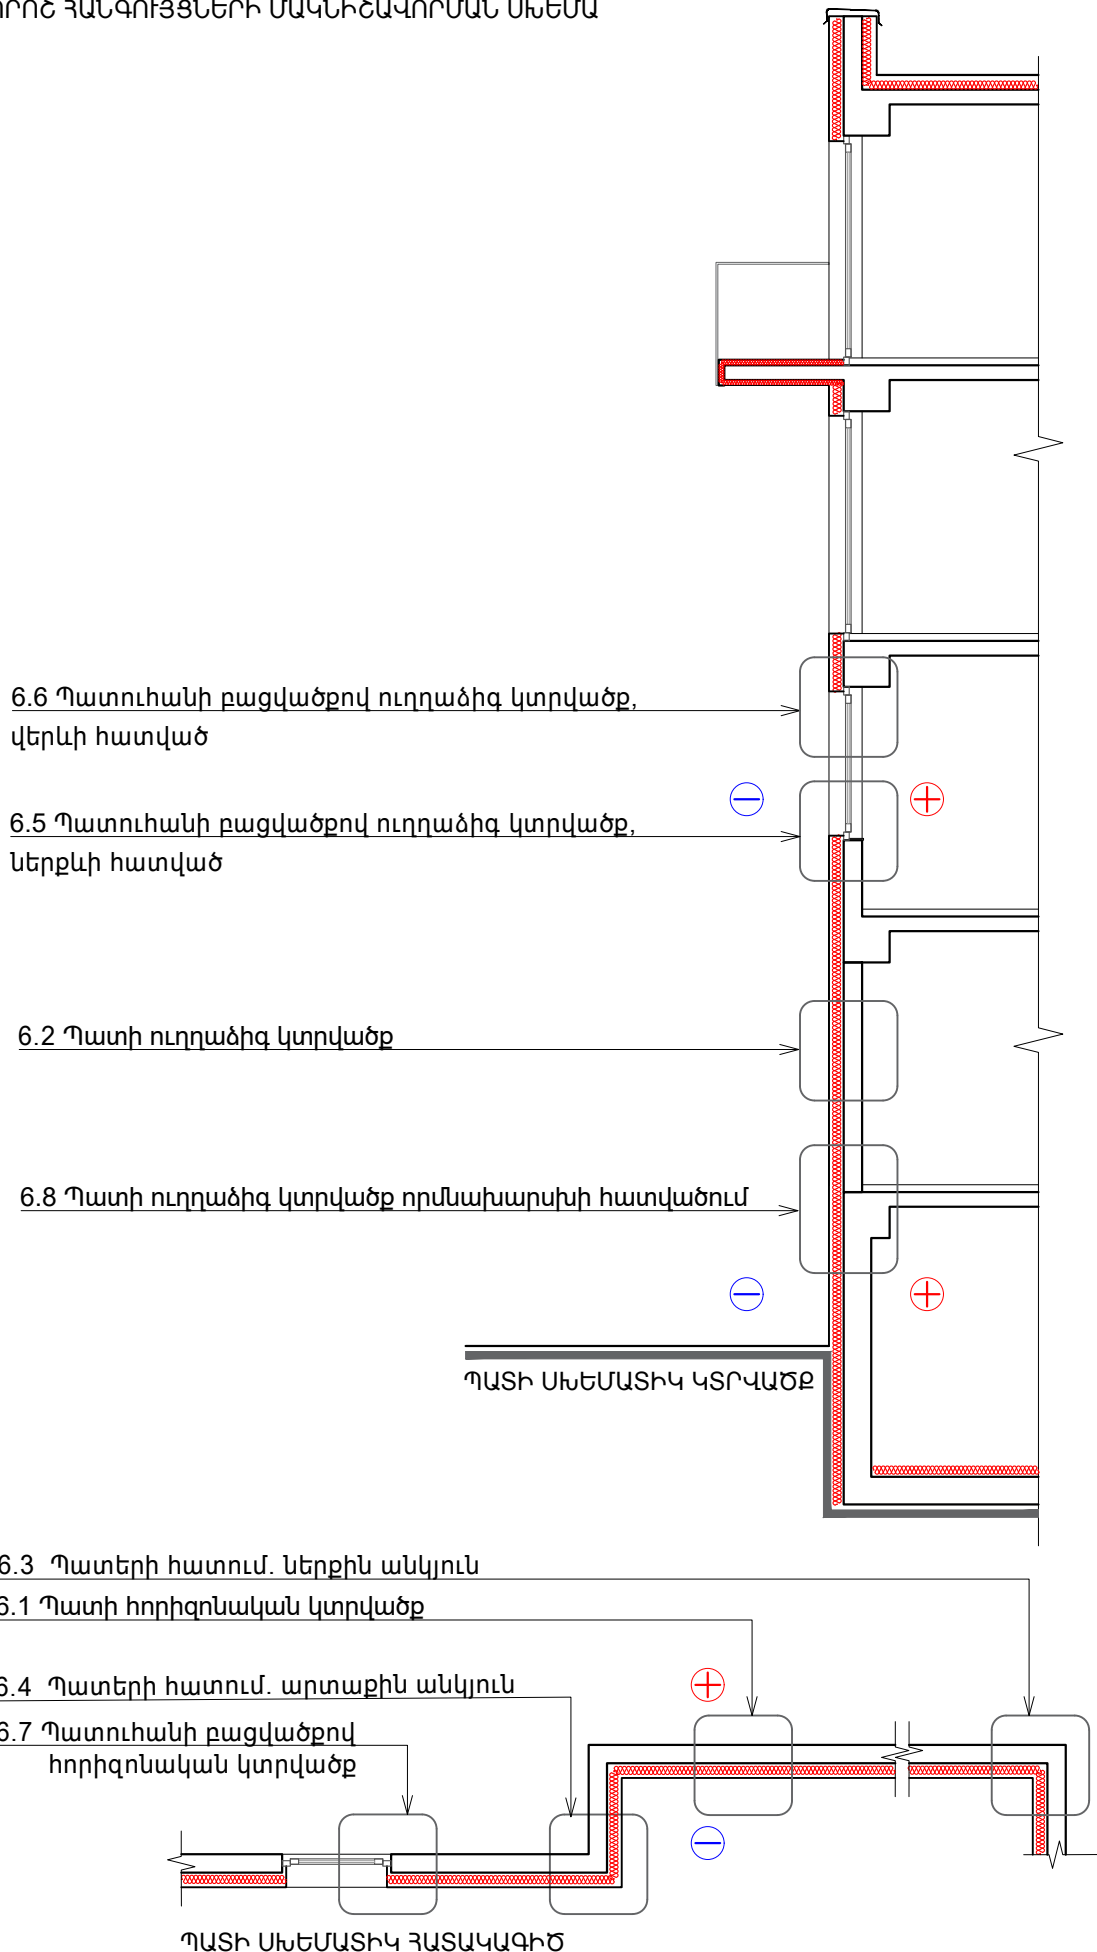 ՈՐՈՇ ՀԱՆԳՈՒՅՑՆԵՐԻ ՄԱԿՆԻՇԱՎՈՐՄԱՆ ՍԽԵՄԱ
6.6 Պատուհանի բացվածքով ուղղաձիգ կտրվածք,
վերևի հատված
6.5 Պատուհանի բացվածքով ուղղաձիգ կտրվածք,
ներքևի հատված
6.2 Պատի ուղղաձիգ կտրվածք
6.8 Պատի ուղղաձիգ կտրվածք որմնախարսխի հատվածում
ՊԱՏԻ ՍԽԵՄԱՏԻԿ ԿՏՐՎԱԾՔ
6.3 Պատերի հատում. ներքին անկյուն
6.1 Պատի հորիզոնական կտրվածք
6.4 Պատերի հատում. արտաքին անկյուն
6.7 Պատուհանի բացվածքով
հորիզոնական կտրվածք
ՊԱՏԻ ՍԽԵՄԱՏԻԿ ՀԱՏԱԿԱԳԻԾ